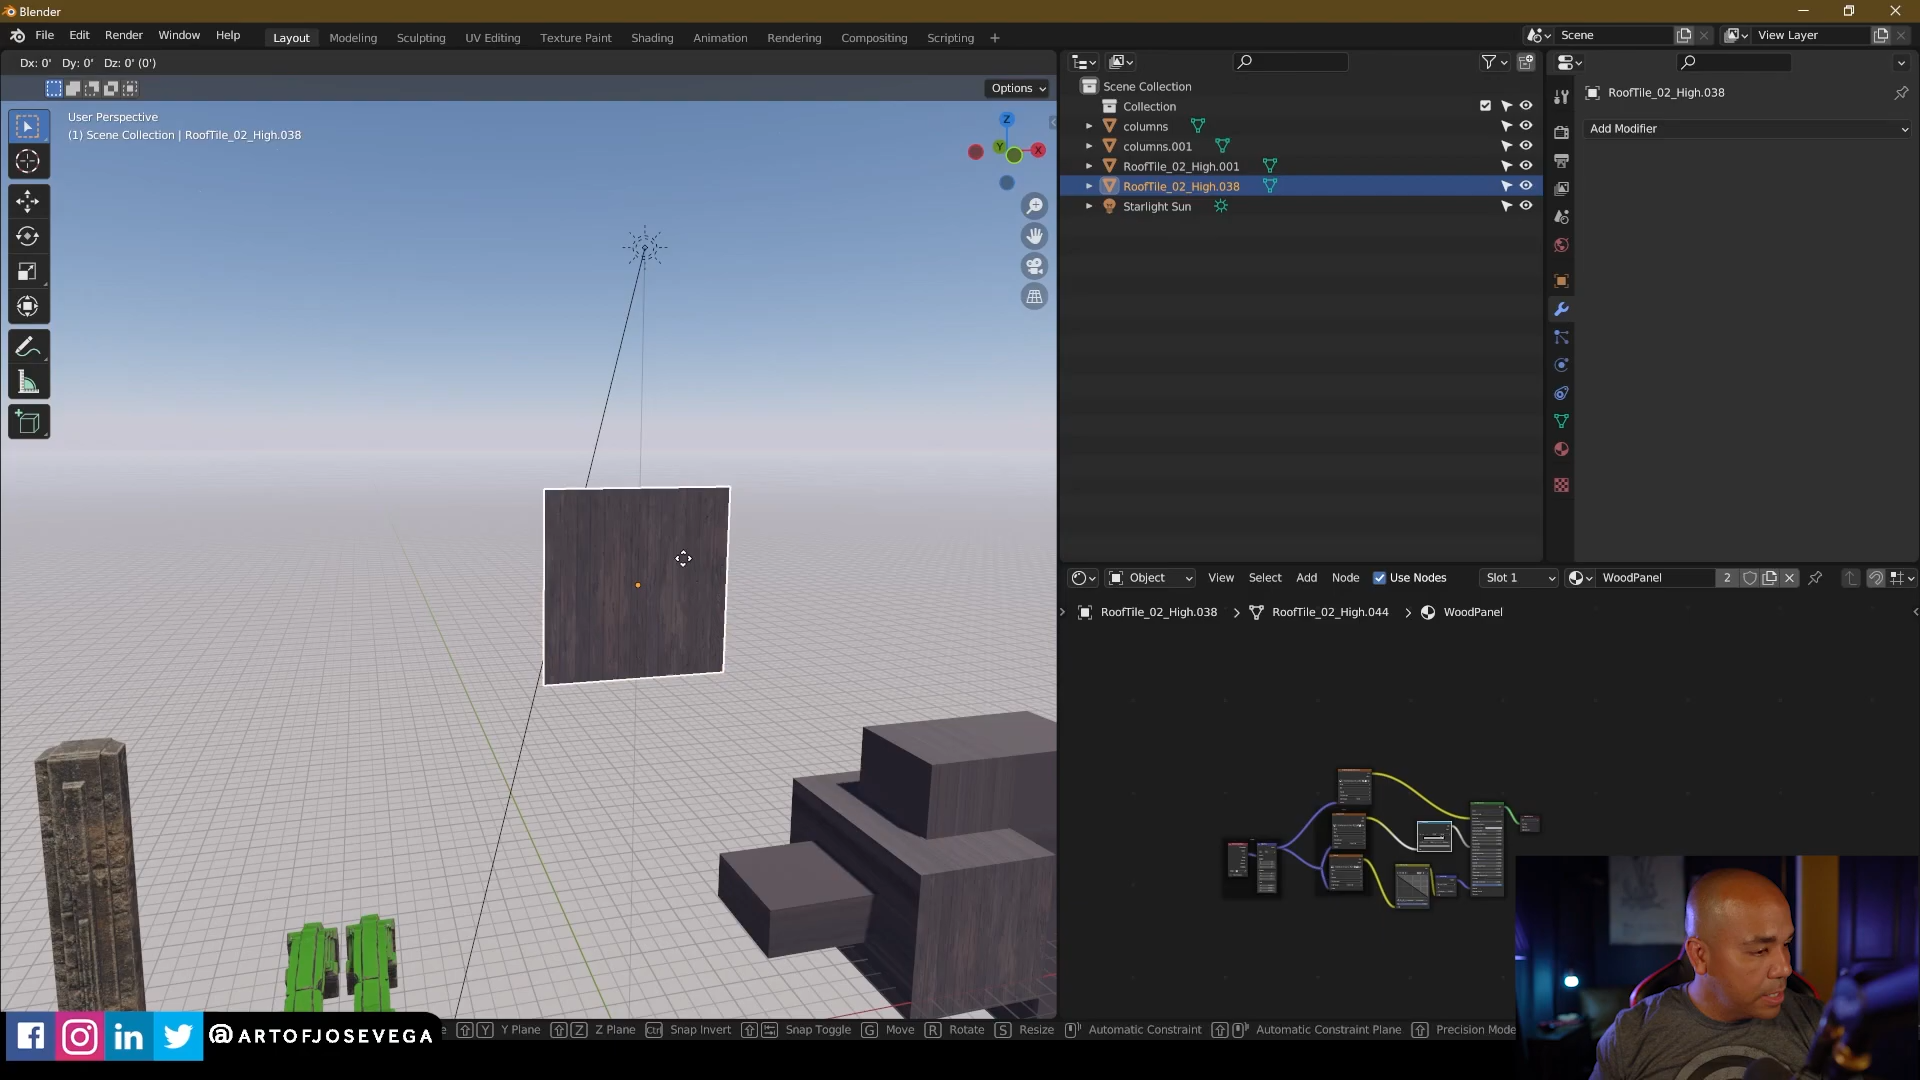 Blender
File Edit Render Window Help
Layout Modeling Sculpting UV Editing Texture Paint Shading Animation Rendering Compositing Scripting +
Scene
View Layer
Dx: 0' Dy: 0' Dz: 0' (0')
Options
User Perspective
(1) Scene Collection | RoofTile_02_High.038
Z
Y
X
Scene Collection
Collection
columns
columns.001
RoofTile_02_High.001
RoofTile_02_High.038
Starlight Sun
RoofTile_02_High.038
Add Modifier
Object View Select Add Node Use Nodes Slot 1 WoodPanel 2
RoofTile_02_High.038 > RoofTile_02_High.044 > WoodPanel
@ARTOFJOSEVEGA
Y Y Plane Z Z Plane Ctrl Snap Invert Snap Toggle G Move R Rotate S Resize Automatic Constraint Automatic Constraint Plane Precision Mode